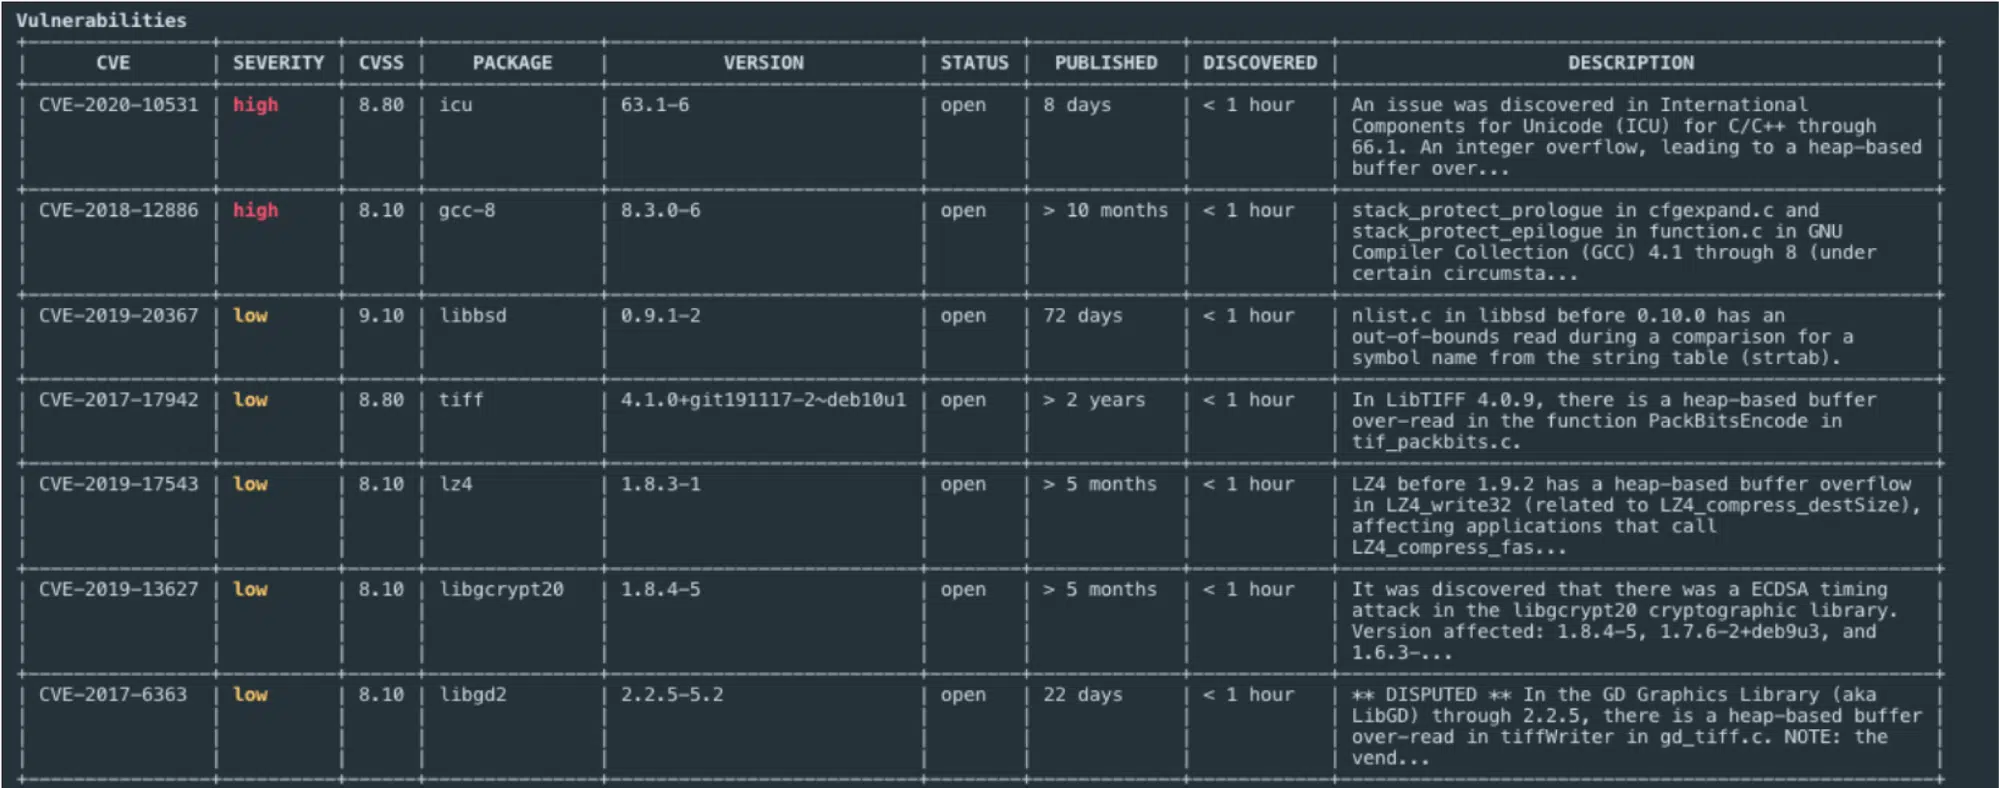 Vulnerabilities
CVE SEVERITY CVSS PACKAGE VERSION STATUS PUBLISHED DISCOVERED DESCRIPTION
CVE-2020-10531 high 8.80 icu 63.1-6 open 8 days < 1 hour An issue was discovered in International
Components for Unicode (ICU) for C/C++ through
66.1. An integer overflow, leading to a heap-based
buffer over...
CVE-2018-12886 high 8.10 gcc-8 8.3.0-6 open > 10 months < 1 hour stack_protect_prologue in cfgexpand.c and
stack_protect_epilogue in function.c in GNU
Compiler Collection (GCC) 4.1 through 8 (under
certain circumsta...
CVE-2019-20367 low 9.10 libbsd 0.9.1-2 open 72 days < 1 hour nlist.c in libbsd before 0.10.0 has an
out-of-bounds read during a comparison for a
symbol name from the string table (strtab).
CVE-2017-17942 low 8.80 tiff 4.1.0+git191117-2~deb10u1 open > 2 years < 1 hour In LibTIFF 4.0.9, there is a heap-based buffer
over-read in the function PackBitsEncode in
tif_packbits.c.
CVE-2019-17543 low 8.10 lz4 1.8.3-1 open > 5 months < 1 hour LZ4 before 1.9.2 has a heap-based buffer overflow
in LZ4_write32 (related to LZ4_compress_destSize),
affecting applications that call
LZ4_compress_fas...
CVE-2019-13627 low 8.10 libgcrypt20 1.8.4-5 open > 5 months < 1 hour It was discovered that there was a ECDSA timing
attack in the libgcrypt20 cryptographic library.
Version affected: 1.8.4-5, 1.7.6-2+deb9u3, and
1.6.3-...
CVE-2017-6363 low 8.10 libgd2 2.2.5-5.2 open 22 days < 1 hour ** DISPUTED ** In the GD Graphics Library (aka
LibGD) through 2.2.5, there is a heap-based buffer
over-read in tiffWriter in gd_tiff.c. NOTE: the
vend...